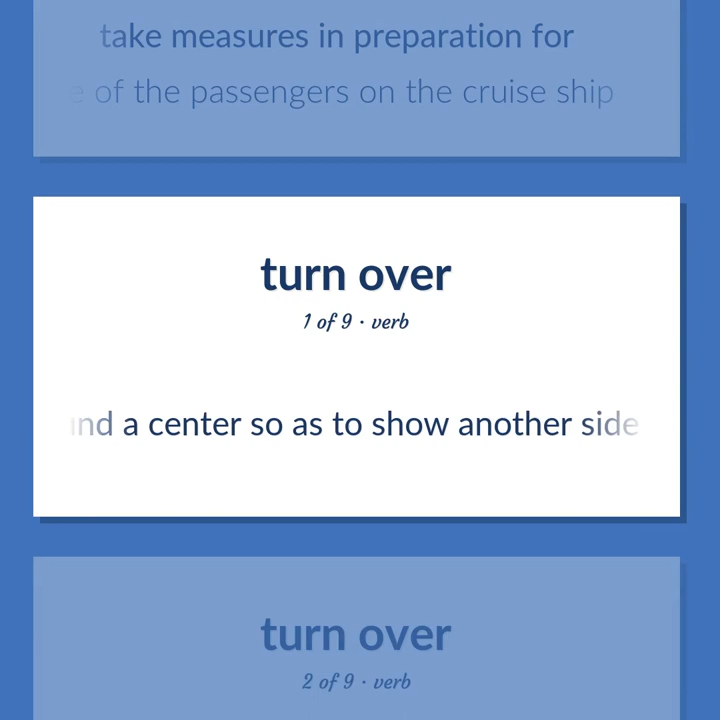 take measures in preparation for
of the passengers on the cruise ship
turn over
1 of 9 · verb
a center so as to show another side
turn over
2 of 9 · verb